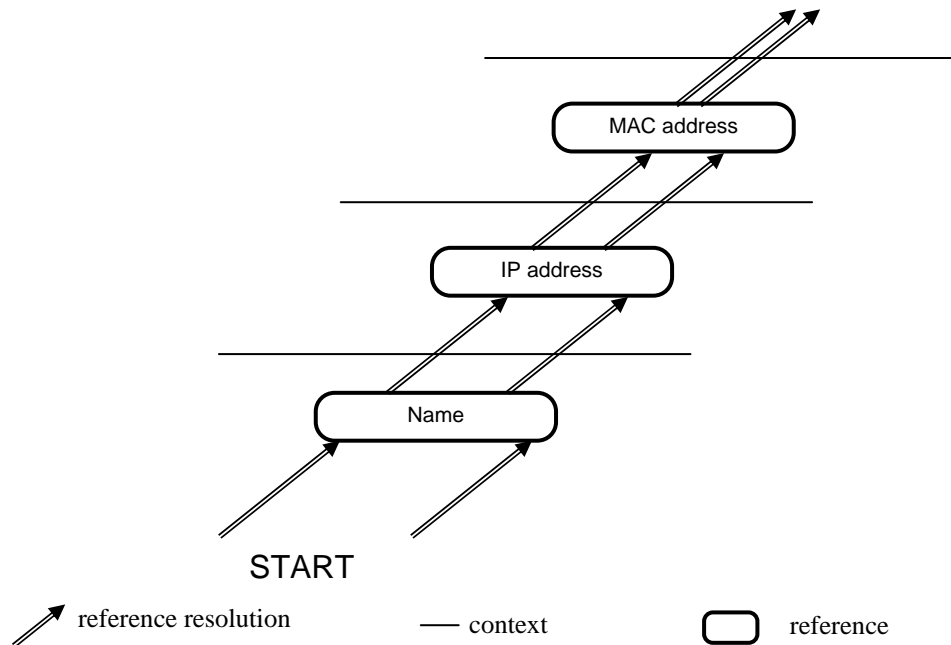 MAC address
IP address
Name
START
reference resolution
context
reference